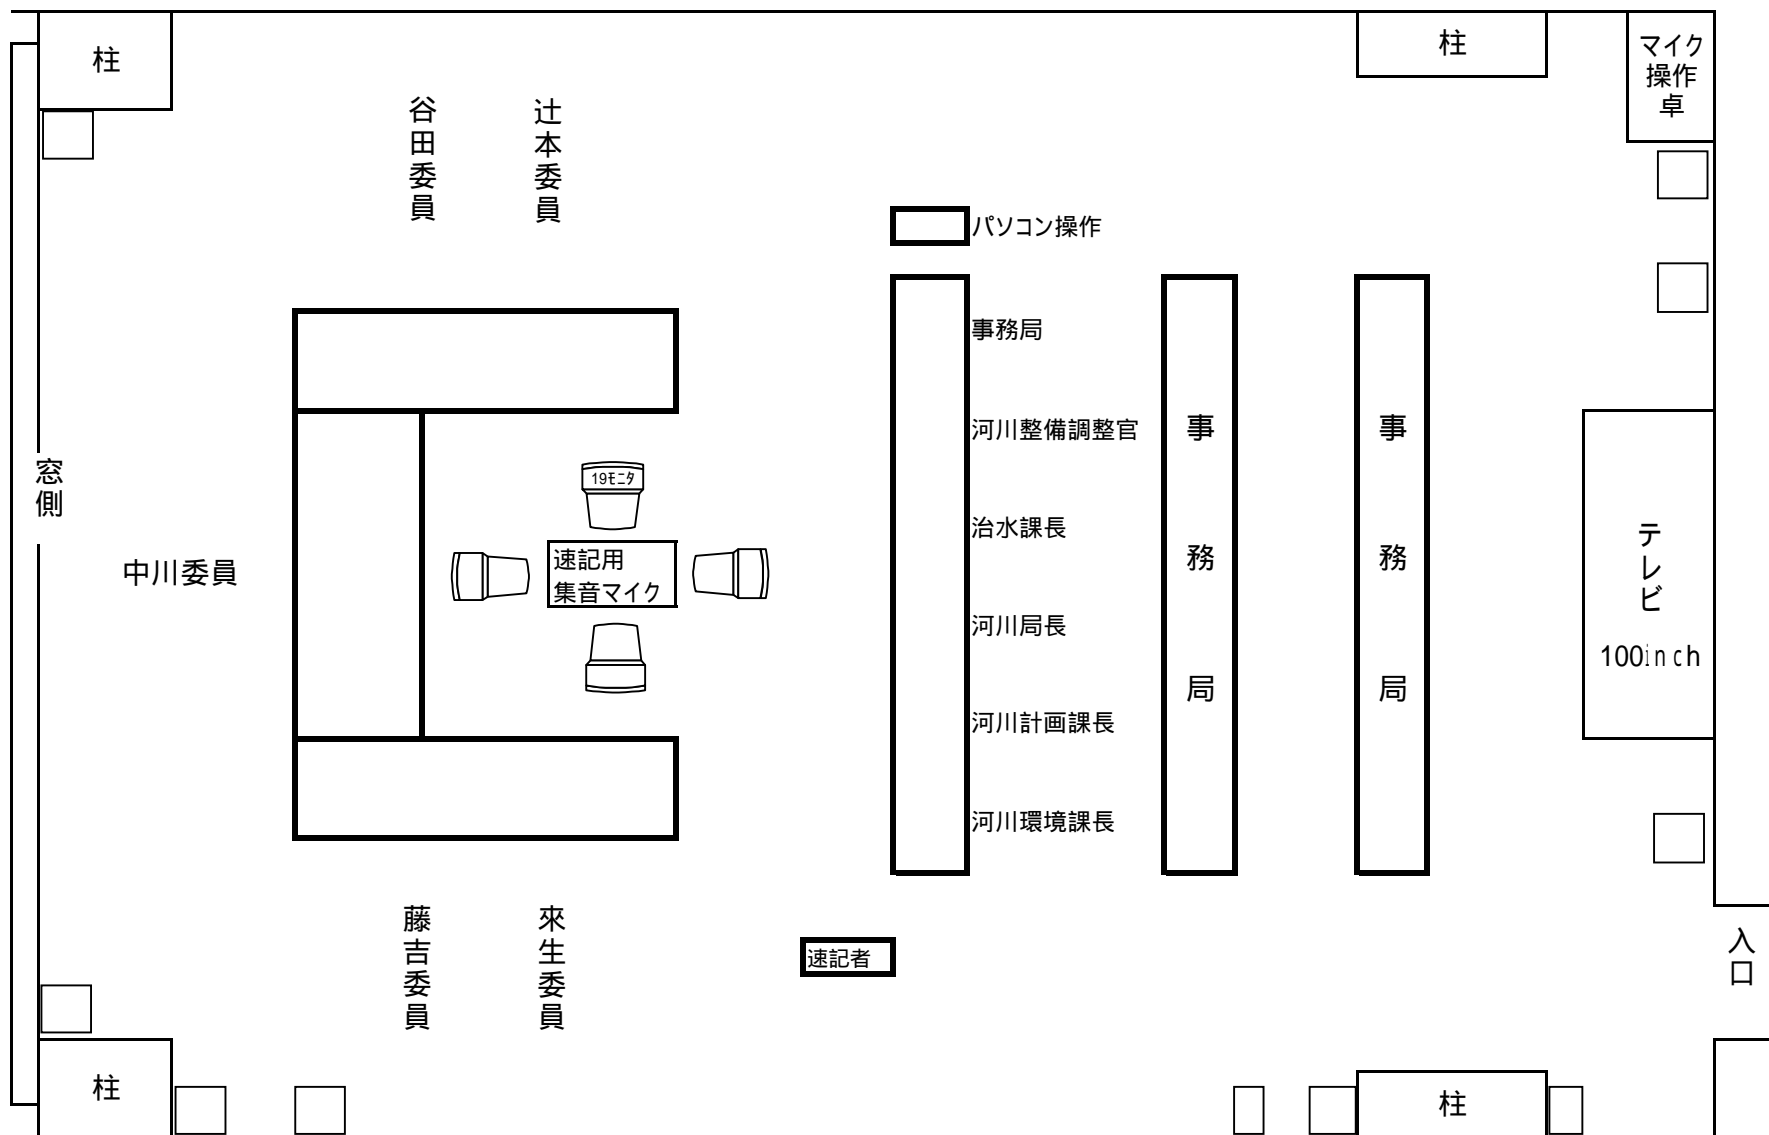 柱
柱
マイク
操作
卓
谷田委員
辻本委員
パソコン操作
事務局
河川整備調整官
治水課長
河川局長
河川計画課長
河川環境課長
事務局
事務局
窓側
中川委員
19モニタ
速記用
集音マイク
テレビ
100inch
藤吉委員
來生委員
速記者
入口
柱
柱